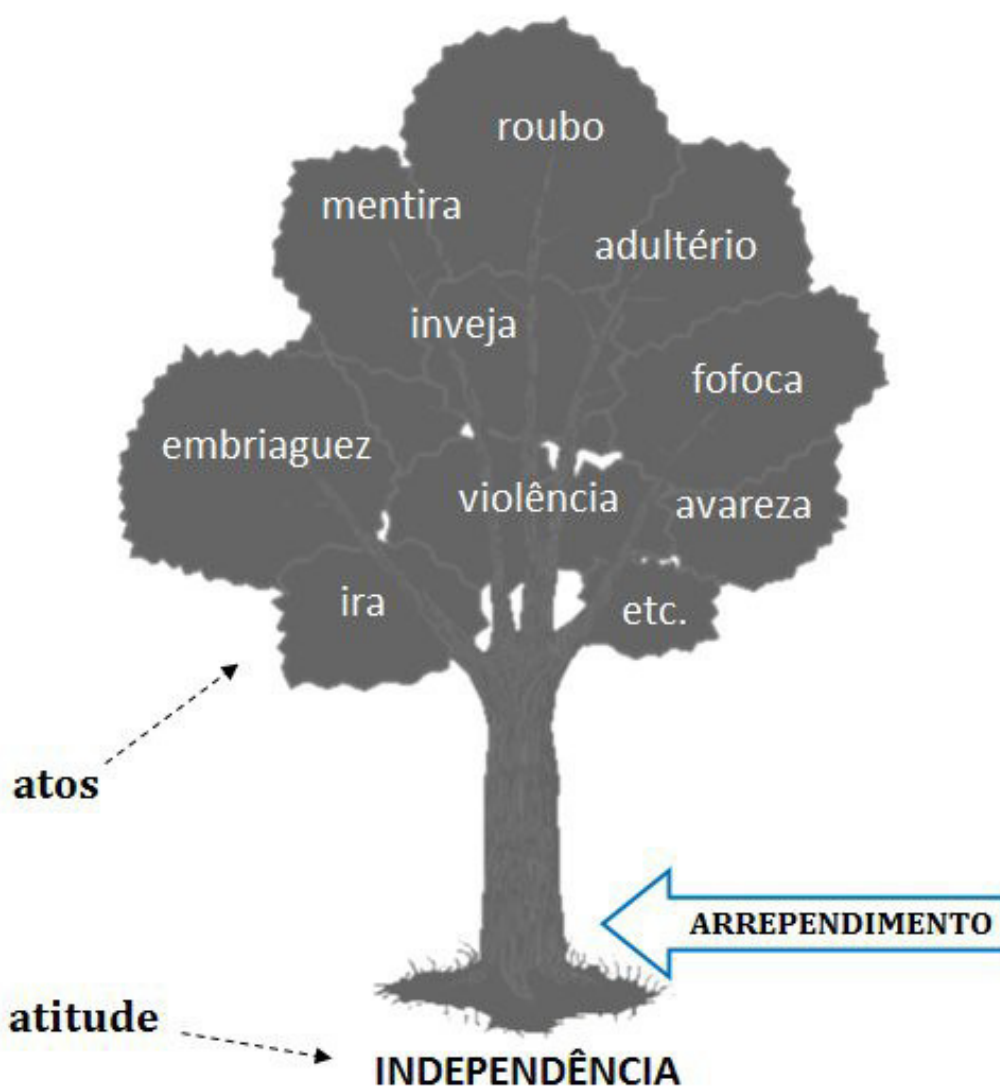 roubo
mentira
adultério
inveja
fofoca
embriaguez
violência
avareza
ira
etc.
atos
ARREPENDIMENTO
atitude
INDEPENDÊNCIA